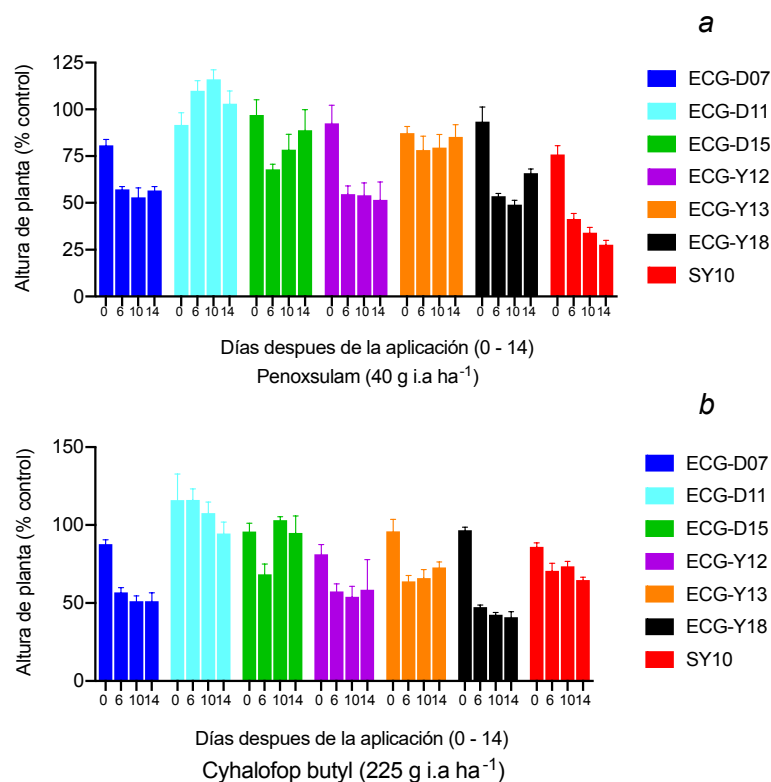 a
125
100
75
50
25
0
Altura de planta (% control)
0 6 10 14 0 6 10 14 0 6 10 14 0 6 10 14 0 6 10 14 0 6 10 14 0 6 10 14
Días despues de la aplicación (0 - 14)
Penoxsulam (40 g i.a ha⁻¹)
ECG-D07
ECG-D11
ECG-D15
ECG-Y12
ECG-Y13
ECG-Y18
SY10
b
150
100
50
0
Altura de planta (% control)
0 6 10 14 0 6 10 14 0 6 10 14 0 6 10 14 0 6 10 14 0 6 10 14 0 6 10 14
Días despues de la aplicación (0 - 14)
Cyhalofop butyl (225 g i.a ha⁻¹)
ECG-D07
ECG-D11
ECG-D15
ECG-Y12
ECG-Y13
ECG-Y18
SY10